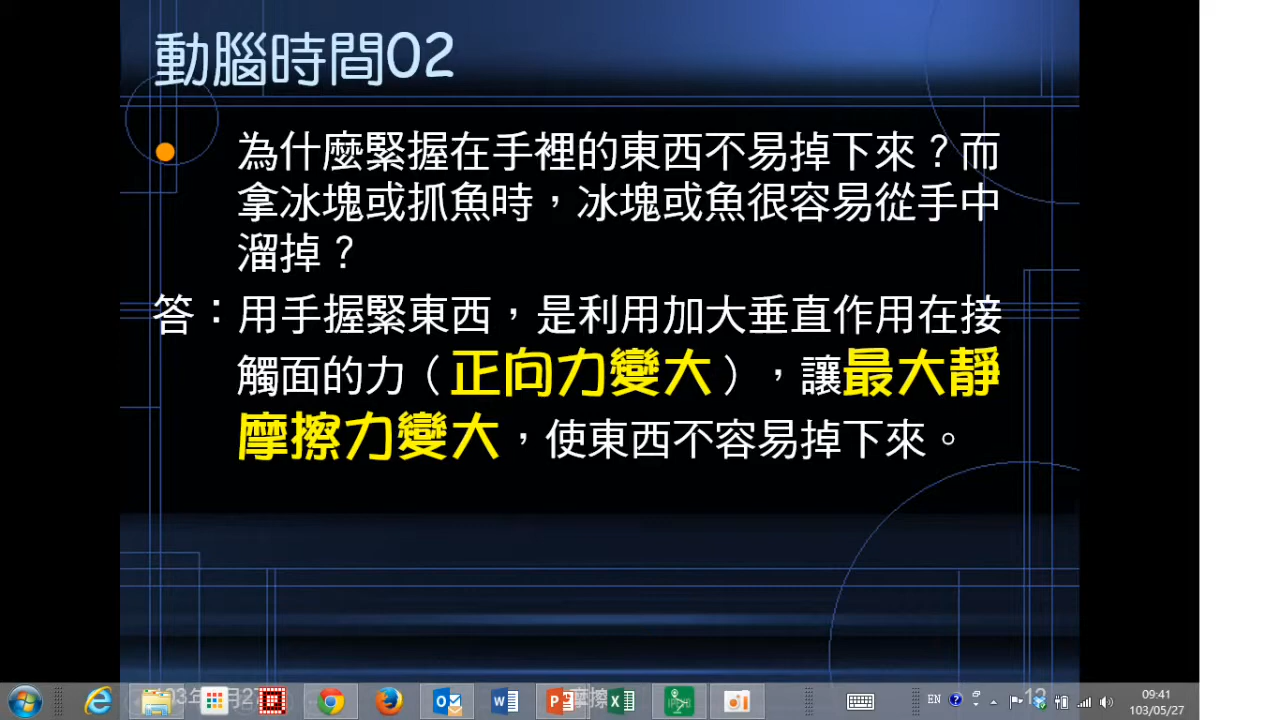 動腦時間02
為什麼緊握在手裡的東西不易掉下來？而
拿冰塊或抓魚時，冰塊或魚很容易從手中
溜掉？
答：用手握緊東西，是利用加大垂直作用在接
觸面的力（正向力變大），讓最大靜
摩擦力變大，使東西不容易掉下來。
摩擦
12
EN
09:41
103/05/27